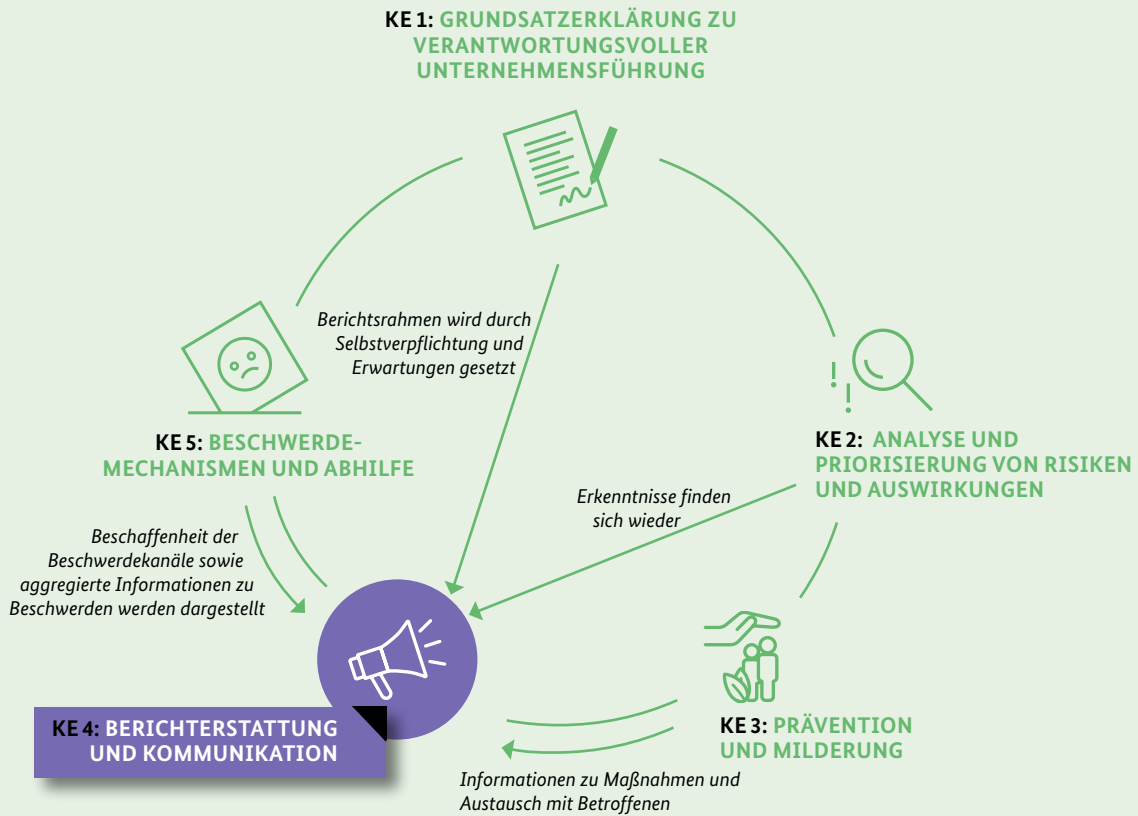 KE 1: GRUNDSATZERKLÄRUNG ZU
VERANTWORTUNGSVOLLER
UNTERNEHMENSFÜHRUNG
Berichtsrahmen wird durch
Selbstverpflichtung und
Erwartungen gesetzt
KE 5: BESCHWERDE-
MECHANISMEN UND ABHILFE
KE 2: ANALYSE UND
PRIORISIERUNG VON RISIKEN
UND AUSWIRKUNGEN
Erkenntnisse finden
sich wieder
Beschaffenheit der
Beschwerdekanäle sowie
aggregierte Informationen zu
Beschwerden werden dargestellt
KE 4: BERICHTERSTATTUNG
UND KOMMUNIKATION
KE 3: PRÄVENTION
UND MILDERUNG
Informationen zu Maßnahmen und
Austausch mit Betroffenen